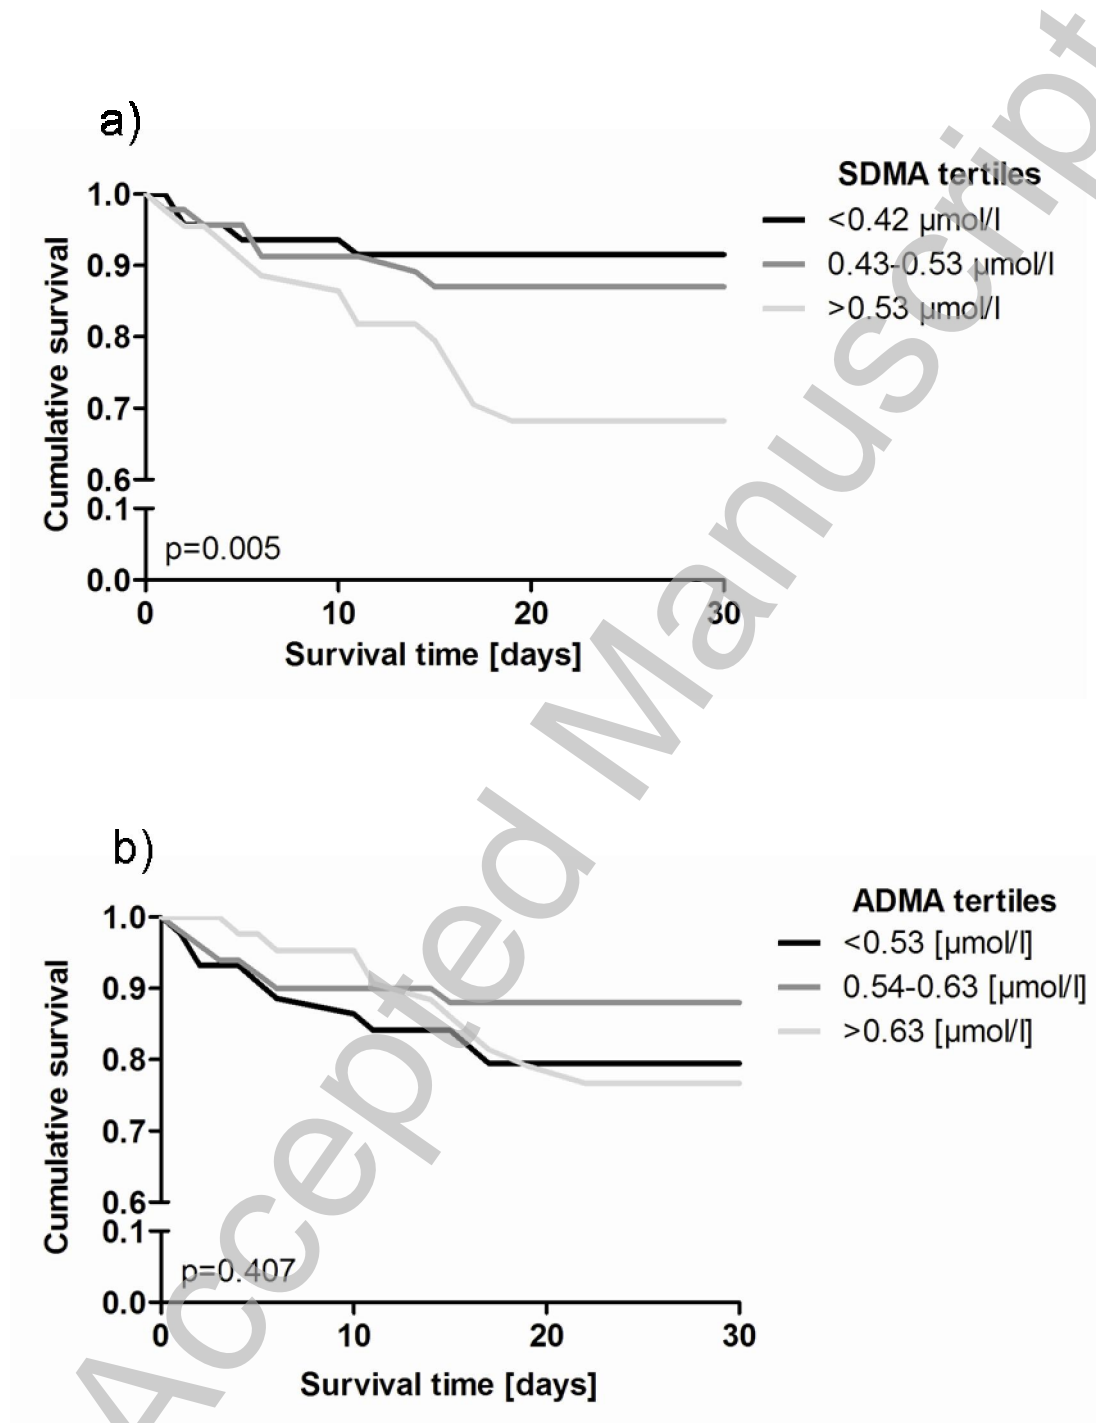 a)
SDMA tertiles
<0.42 µmol/l
0.43-0.53 µmol/l
>0.53 µmol/l
Cumulative survival
1.0
0.9
0.8
0.7
0.6
0.1
0.0
p=0.005
0 10 20 30
Survival time [days]
b)
ADMA tertiles
<0.53 [µmol/l]
0.54-0.63 [µmol/l]
>0.63 [µmol/l]
Cumulative survival
1.0
0.9
0.8
0.7
0.6
0.1
0.0
p=0.407
0 10 20 30
Survival time [days]
Accepted Manuscript